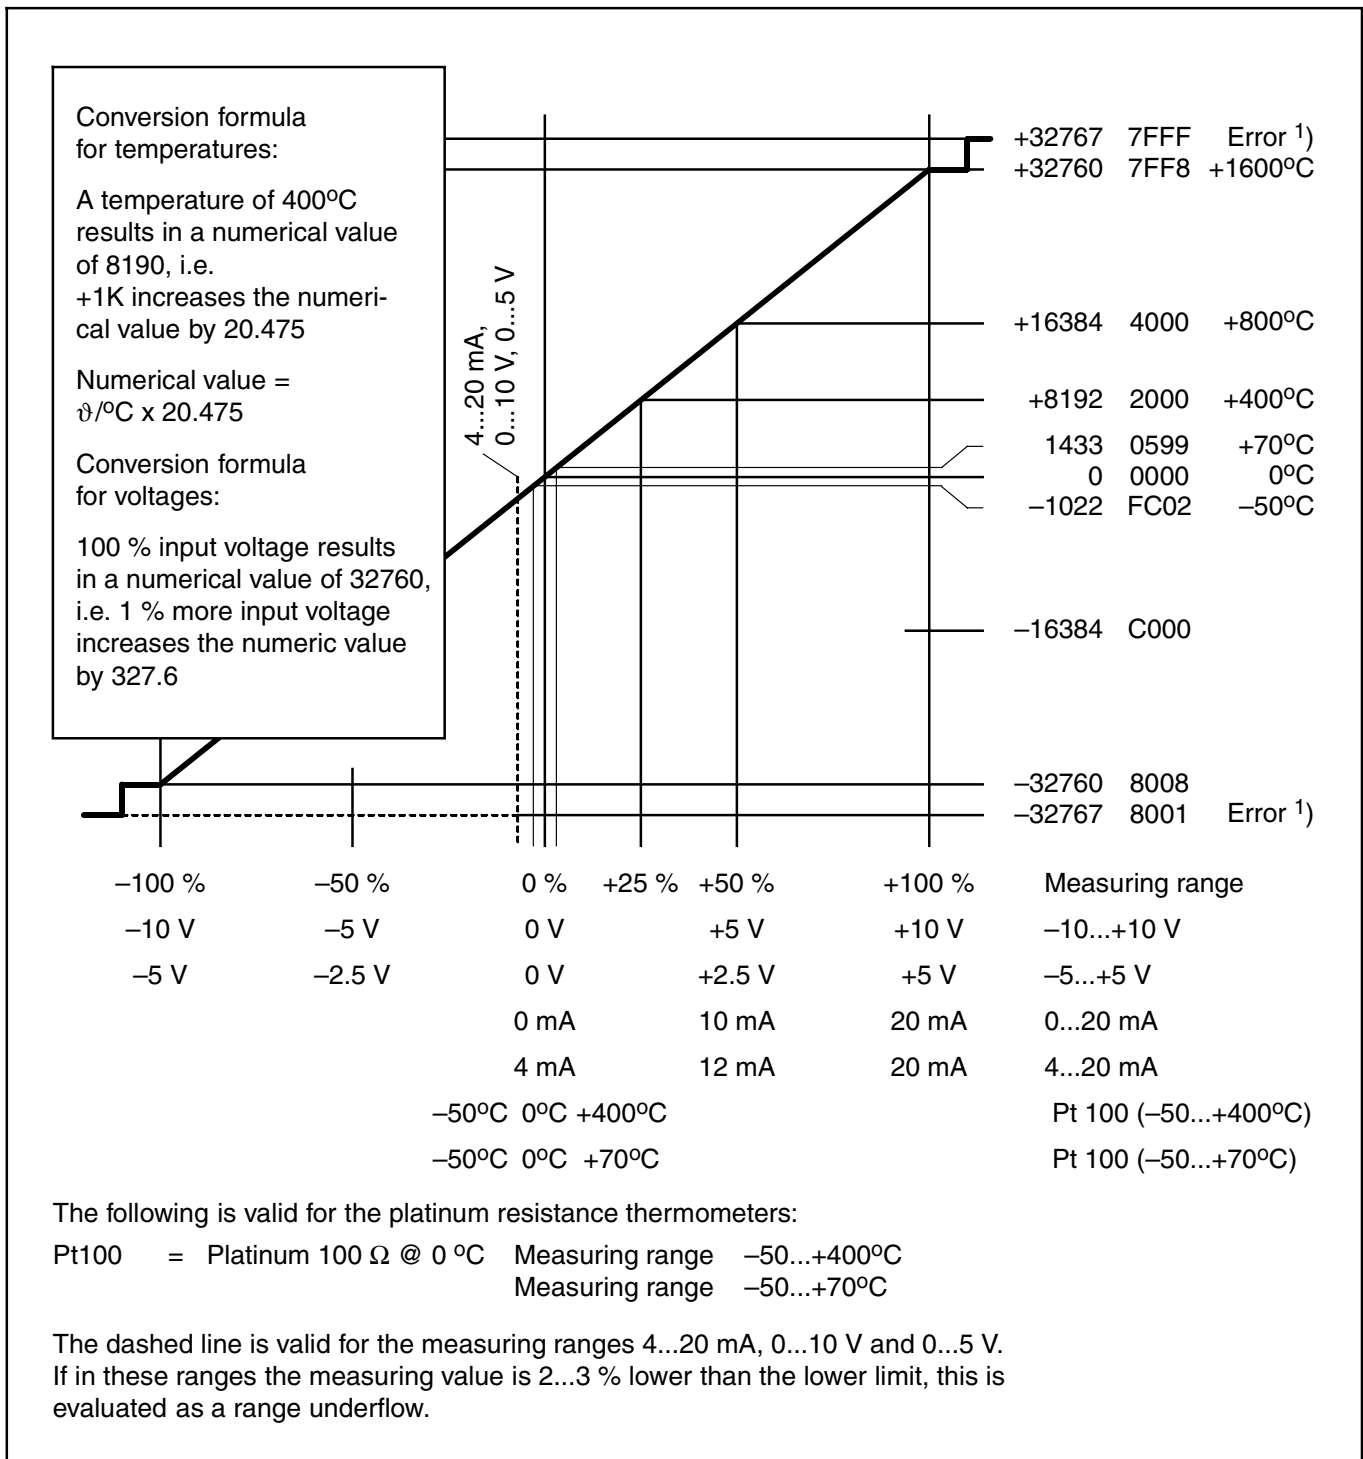 Conversion formula
for temperatures:
A temperature of 400°C
results in a numerical value
of 8190, i.e.
+1K increases the numeri-
cal value by 20.475
Numerical value =
ϑ/°C x 20.475
Conversion formula
for voltages:
100 % input voltage results
in a numerical value of 32760,
i.e. 1 % more input voltage
increases the numeric value
by 327.6
4...20 mA,
0...10 V, 0...5 V
+32767 7FFF Error 1)
+32760 7FF8 +1600°C
+16384 4000 +800°C
+8192 2000 +400°C
1433 0599 +70°C
0 0000 0°C
–1022 FC02 –50°C
–16384 C000
–32760 8008
–32767 8001 Error 1)
–100 % –50 % 0 % +25 % +50 % +100 % Measuring range
–10 V –5 V 0 V +5 V +10 V –10...+10 V
–5 V –2.5 V 0 V +2.5 V +5 V –5...+5 V
0 mA 10 mA 20 mA 0...20 mA
4 mA 12 mA 20 mA 4...20 mA
–50°C 0°C +400°C Pt 100 (–50...+400°C)
–50°C 0°C +70°C Pt 100 (–50...+70°C)
The following is valid for the platinum resistance thermometers:
Pt100 = Platinum 100 Ω @ 0 °C Measuring range –50...+400°C
Measuring range –50...+70°C
The dashed line is valid for the measuring ranges 4...20 mA, 0...10 V and 0...5 V.
If in these ranges the measuring value is 2...3 % lower than the lower limit, this is
evaluated as a range underflow.